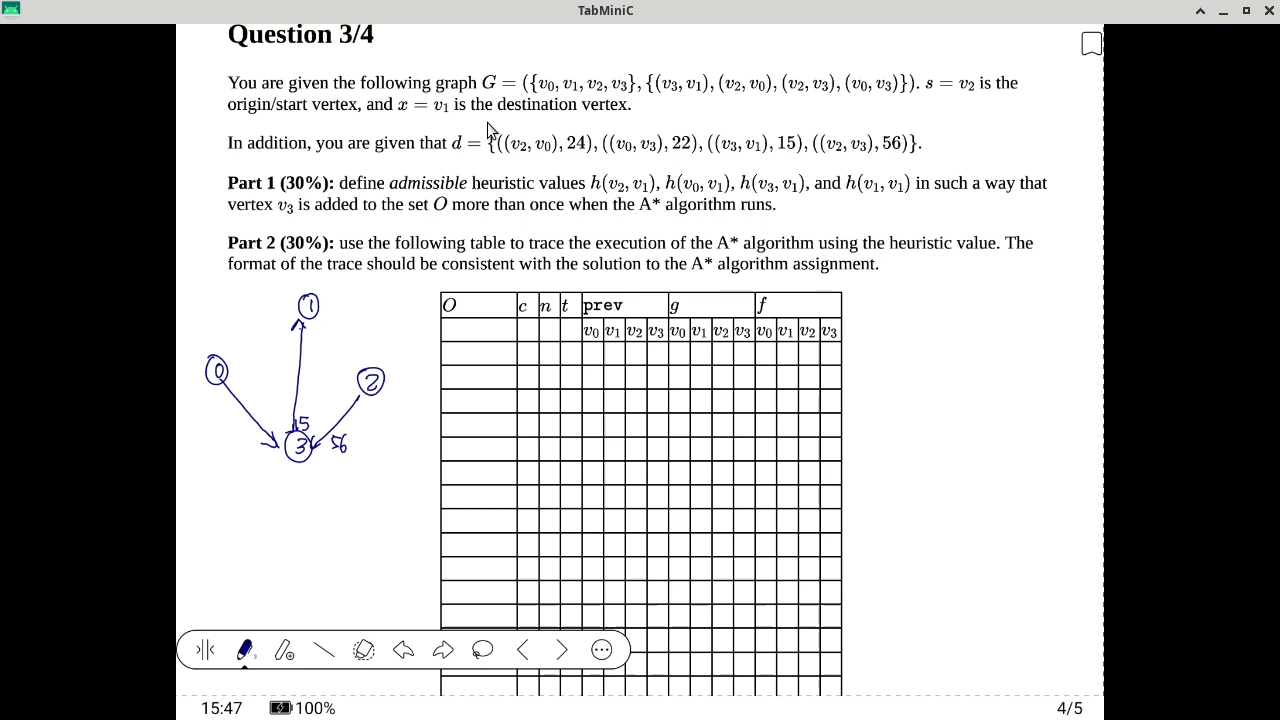 TabMiniC
Question 3/4
You are given the following graph G = ({v₀, v₁, v₂, v₃}, {(v₃, v₁), (v₂, v₀), (v₂, v₃), (v₀, v₃)}). s = v₂ is the
origin/start vertex, and x = v₁ is the destination vertex.
In addition, you are given that d = {((v₂, v₀), 24), ((v₀, v₃), 22), ((v₃, v₁), 15), ((v₂, v₃), 56)}.
Part 1 (30%): define admissible heuristic values h(v₂, v₁), h(v₀, v₁), h(v₃, v₁), and h(v₁, v₁) in such a way that
vertex v₃ is added to the set O more than once when the A* algorithm runs.
Part 2 (30%): use the following table to trace the execution of the A* algorithm using the heuristic value. The
format of the trace should be consistent with the solution to the A* algorithm assignment.
O c n t prev g f
v₀ v₁ v₂ v₃ v₀ v₁ v₂ v₃ v₀ v₁ v₂ v₃
1
0
2
15
3
56
15:47
100%
4/5